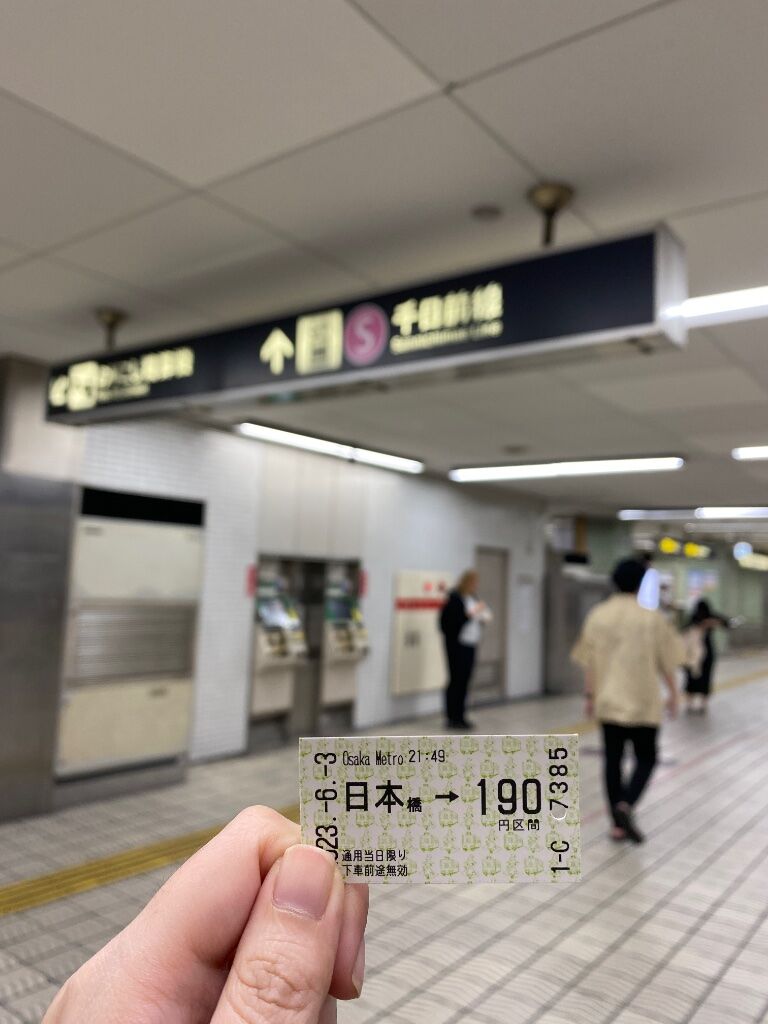 S 千日前線
Sennichimae Line
Osaka Metro 21:49
日本橋 → 190
円区間
通用当日限り
下車前途無効
23.-6.-3
1-C 7385